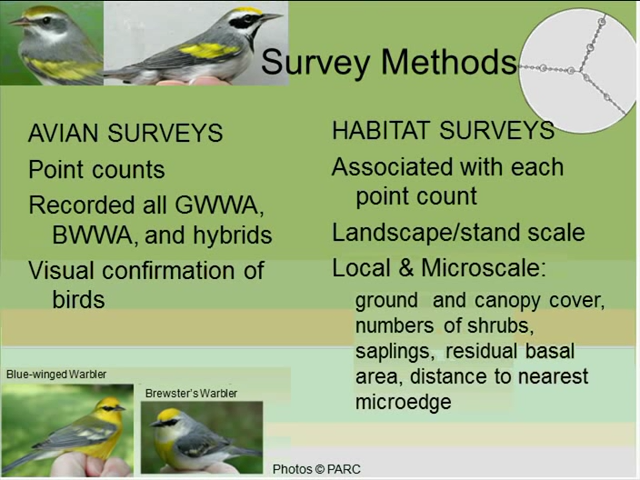 Survey Methods
AVIAN SURVEYS
Point counts
Recorded all GWWA,
BWWA, and hybrids
Visual confirmation of
birds
HABITAT SURVEYS
Associated with each
point count
Landscape/stand scale
Local & Microscale:
ground and canopy cover,
numbers of shrubs,
saplings, residual basal
area, distance to nearest
microedge
Blue-winged Warbler
Brewster's Warbler
Photos © PARC